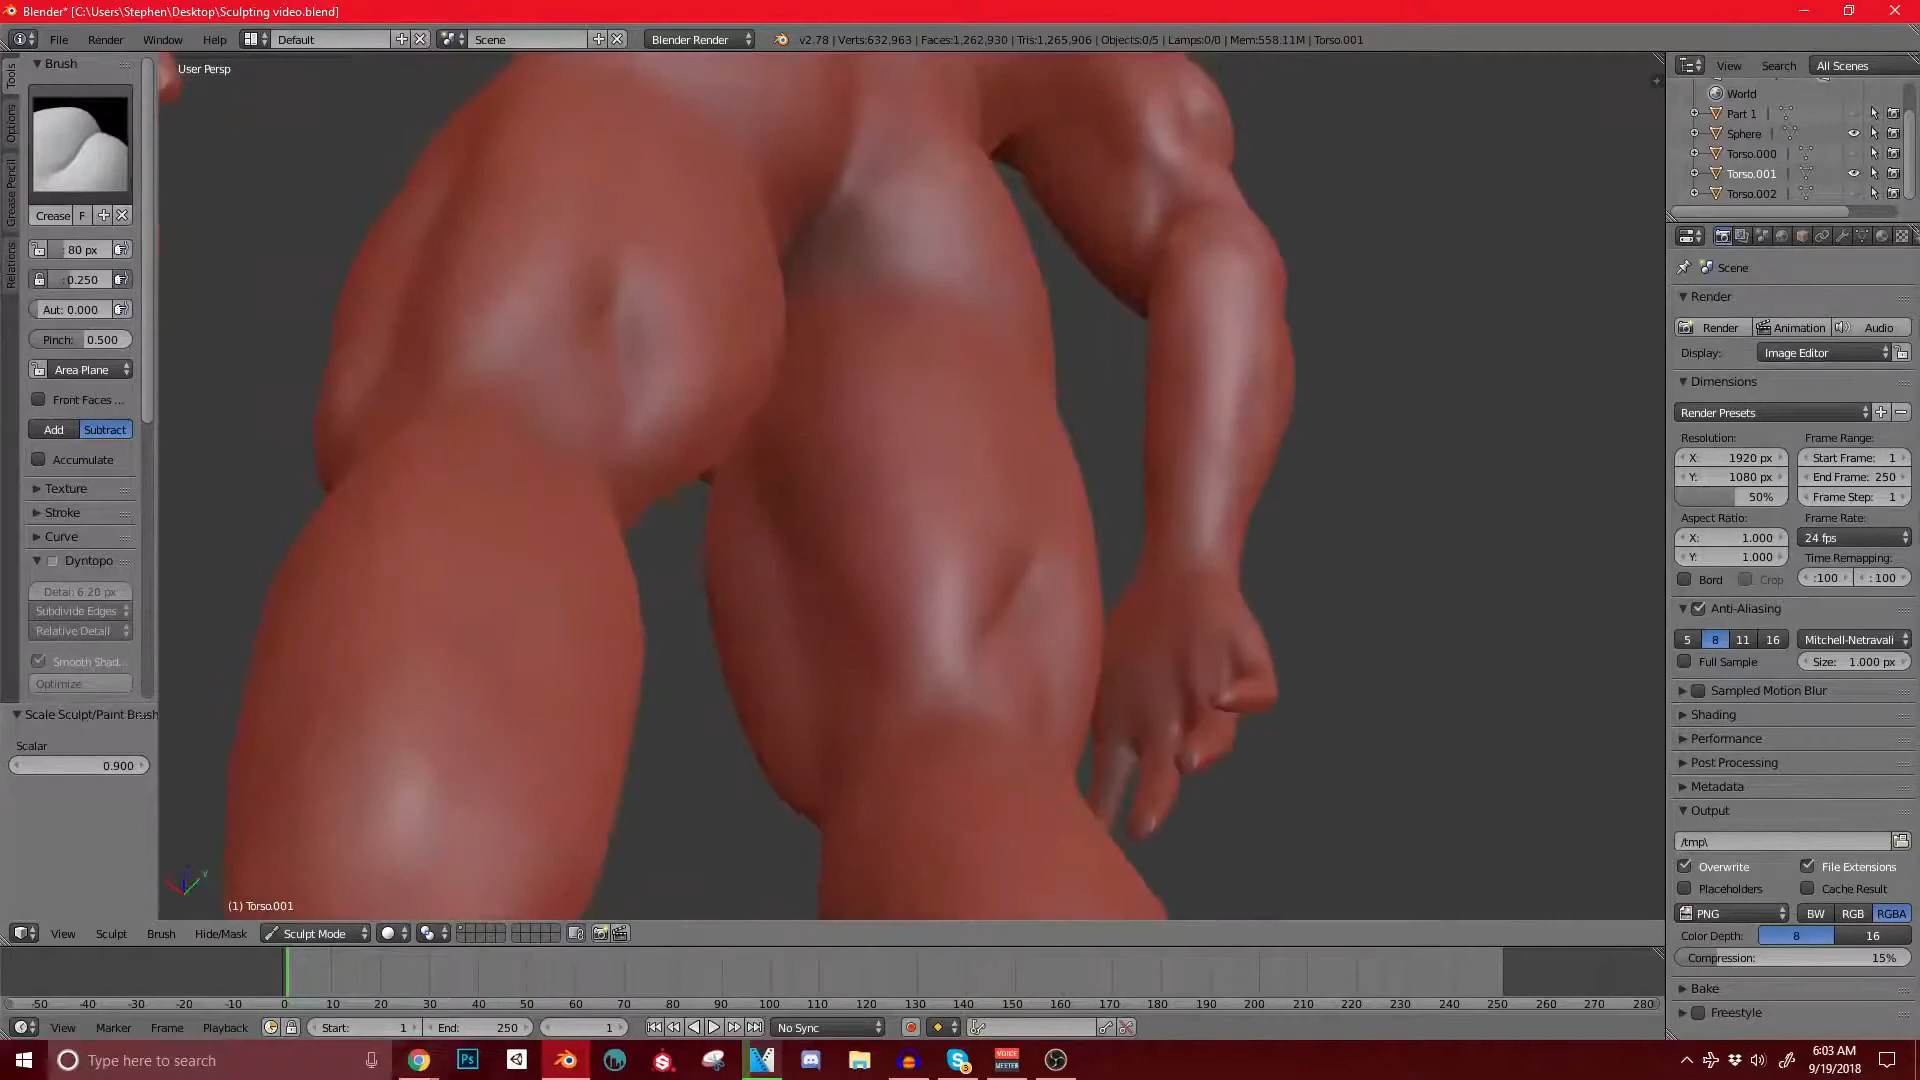 Blender* [C:\Users\Stephen\Desktop\Sculpting video.blend]
File Render Window Help Default Scene Blender Render v2.78 | Verts:632,963 | Faces:1,262,930 | Tris:1,265,906 | Objects:0/5 | Lamps:0/0 | Mem:558.11M | Torso.001
Tools
Options
Grease Pencil
Relations
Brush
Crease F
80 px
0.250
Aut: 0.000
Pinch: 0.500
Area Plane
Front Faces ...
Add Subtract
Accumulate
Texture
Stroke
Curve
Dyntopo
Detai: 6.20 px
Subdivide Edges
Relative Detail
Smooth Shad...
Optimize
Scale Sculpt/Paint Brush
Scalar
0.900
User Persp
(1) Torso.001
View Search All Scenes
World
Part 1
Sphere
Torso.000
Torso.001
Torso.002
Scene
Render
Render Animation Audio
Display: Image Editor
Dimensions
Render Presets
Resolution: Frame Range:
X: 1920 px Start Frame: 1
Y: 1080 px End Frame: 250
50% Frame Step: 1
Aspect Ratio: Frame Rate:
X: 1.000 24 fps
Y: 1.000 Time Remapping:
Bord Crop :100 :100
Anti-Aliasing
5 8 11 16 Mitchell-Netravali
Full Sample Size: 1.000 px
Sampled Motion Blur
Shading
Performance
Post Processing
Metadata
Output
/tmp\
Overwrite File Extensions
Placeholders Cache Result
PNG BW RGB RGBA
Color Depth: 8 16
Compression: 15%
Bake
Freestyle
View Sculpt Brush Hide/Mask Sculpt Mode
-50 -40 -30 -20 -10 0 10 20 30 40 50 60 70 80 90 100 110 120 130 140 150 160 170 180 190 200 210 220 230 240 250 260 270 280
View Marker Frame Playback Start: 1 End: 250 1 No Sync
Type here to search
VOICE
MEETER
6:03 AM
9/19/2018